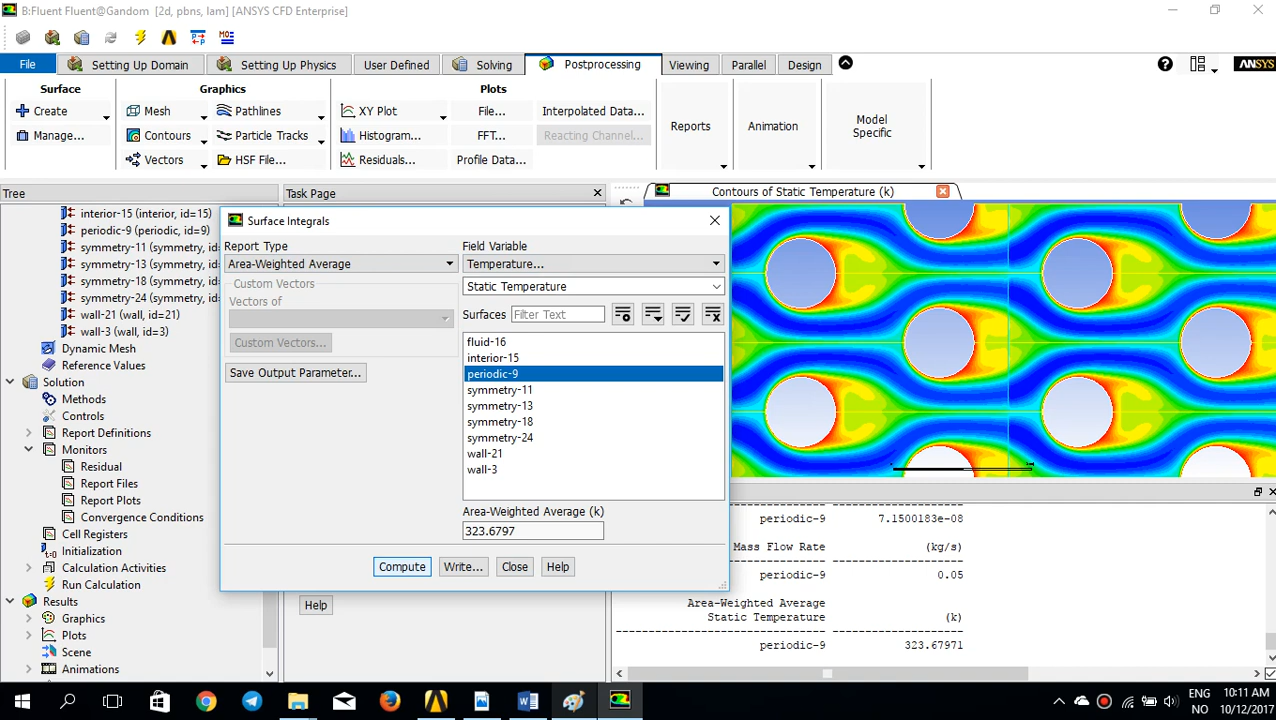 B:Fluent Fluent@Gandom [2d, pbns, lam] [ANSYS CFD Enterprise]
File
Setting Up Domain
Setting Up Physics
User Defined
Solving
Postprocessing
Viewing
Parallel
Design
ANSYS
Surface
Graphics
Plots
Create
Mesh
Pathlines
XY Plot
File...
Interpolated Data...
Manage...
Contours
Particle Tracks
Histogram...
FFT...
Reacting Channel...
Vectors
HSF File...
Residuals...
Profile Data...
Reports
Animation
Model
Specific
Tree
Task Page
Contours of Static Temperature (k)
interior-15 (interior, id=15)
periodic-9 (periodic, id=9)
symmetry-11 (symmetry,
symmetry-13 (symmetry,
symmetry-18 (symmetry,
symmetry-24 (symmetry,
wall-21 (wall, id=21)
wall-3 (wall, id=3)
Dynamic Mesh
Reference Values
Solution
Methods
Controls
Report Definitions
Monitors
Residual
Report Files
Report Plots
Convergence Conditions
Cell Registers
Initialization
Calculation Activities
Run Calculation
Results
Graphics
Plots
Scene
Animations
Surface Integrals
Report Type
Field Variable
Area-Weighted Average
Temperature...
Custom Vectors
Vectors of
Static Temperature
Surfaces
Filter Text
Custom Vectors...
Save Output Parameter...
fluid-16
interior-15
periodic-9
symmetry-11
symmetry-13
symmetry-18
symmetry-24
wall-21
wall-3
Area-Weighted Average (k)
323.6797
Compute
Write...
Close
Help
Help
periodic-9 7.1500183e-08
Mass Flow Rate (kg/s)
periodic-9 0.05
Area-Weighted Average
Static Temperature (k)
periodic-9 323.67971
ENG
NO
10:11 AM
10/12/2017